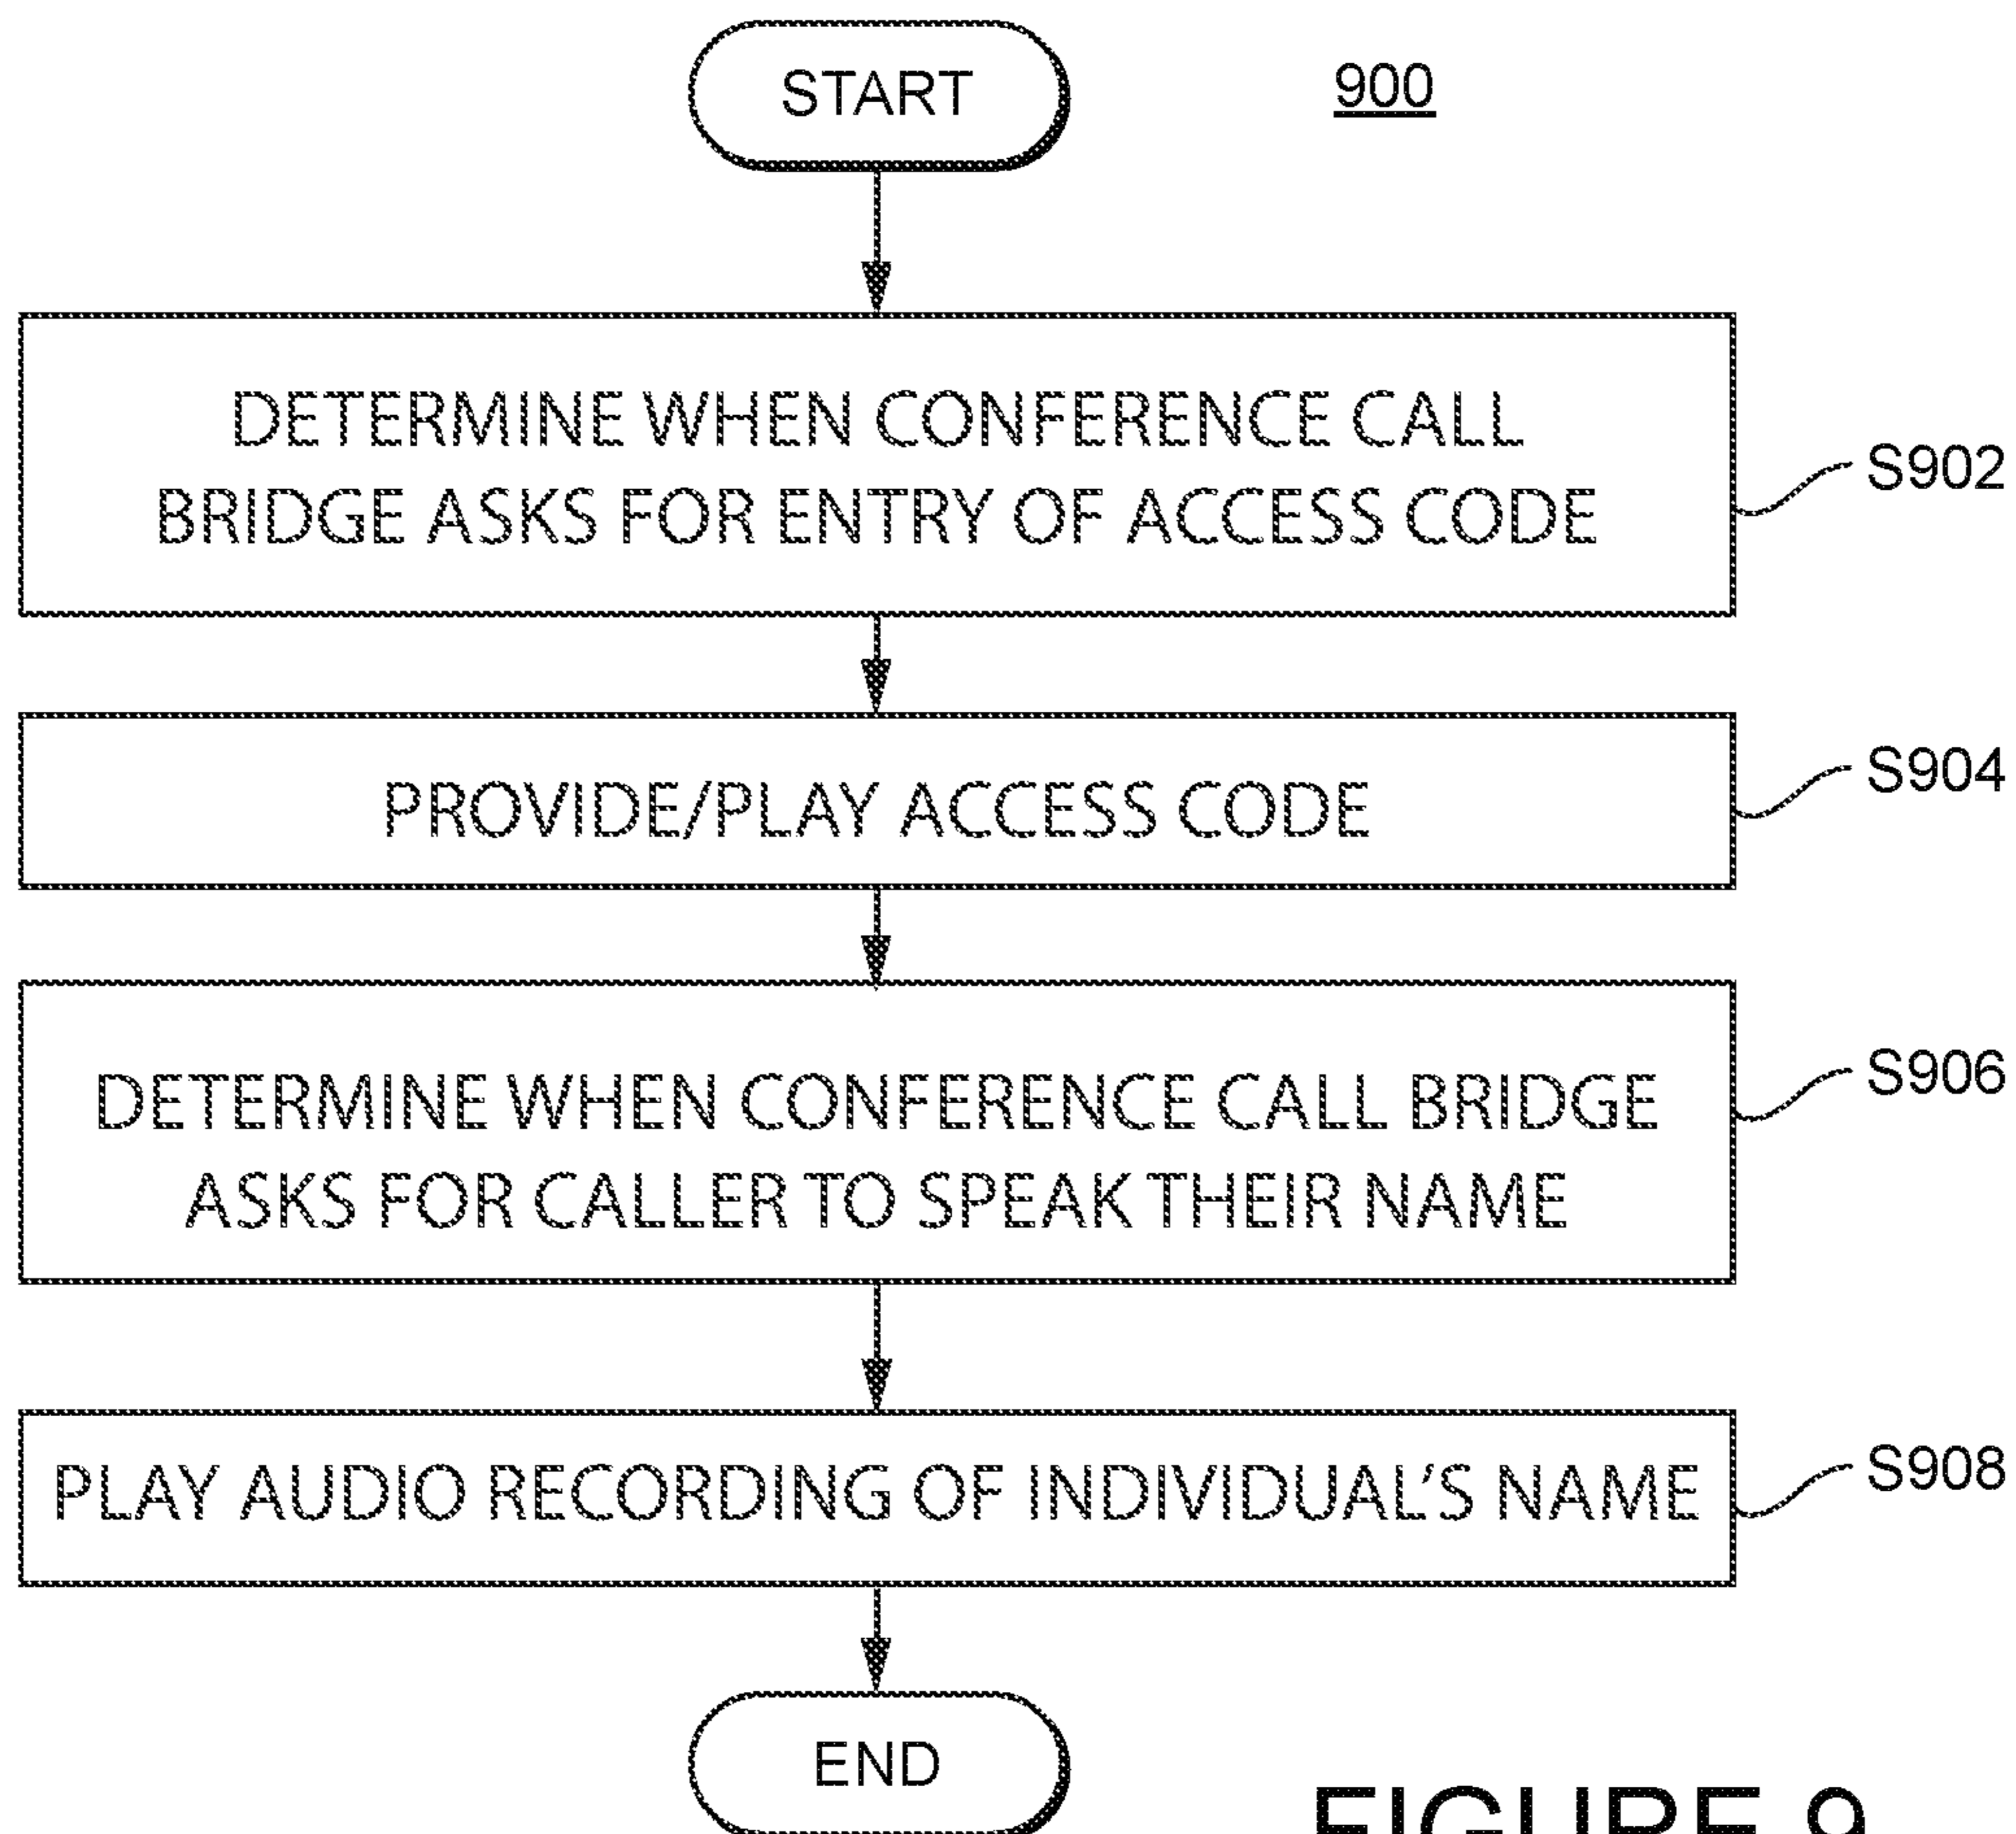 START
900
DETERMINE WHEN CONFERENCE CALL
BRIDGE ASKS FOR ENTRY OF ACCESS CODE
S902
PROVIDE/PLAY ACCESS CODE
S904
DETERMINE WHEN CONFERENCE CALL BRIDGE
ASKS FOR CALLER TO SPEAK THEIR NAME
S906
PLAY AUDIO RECORDING OF INDIVIDUAL'S NAME
S908
END
FIGURE 9